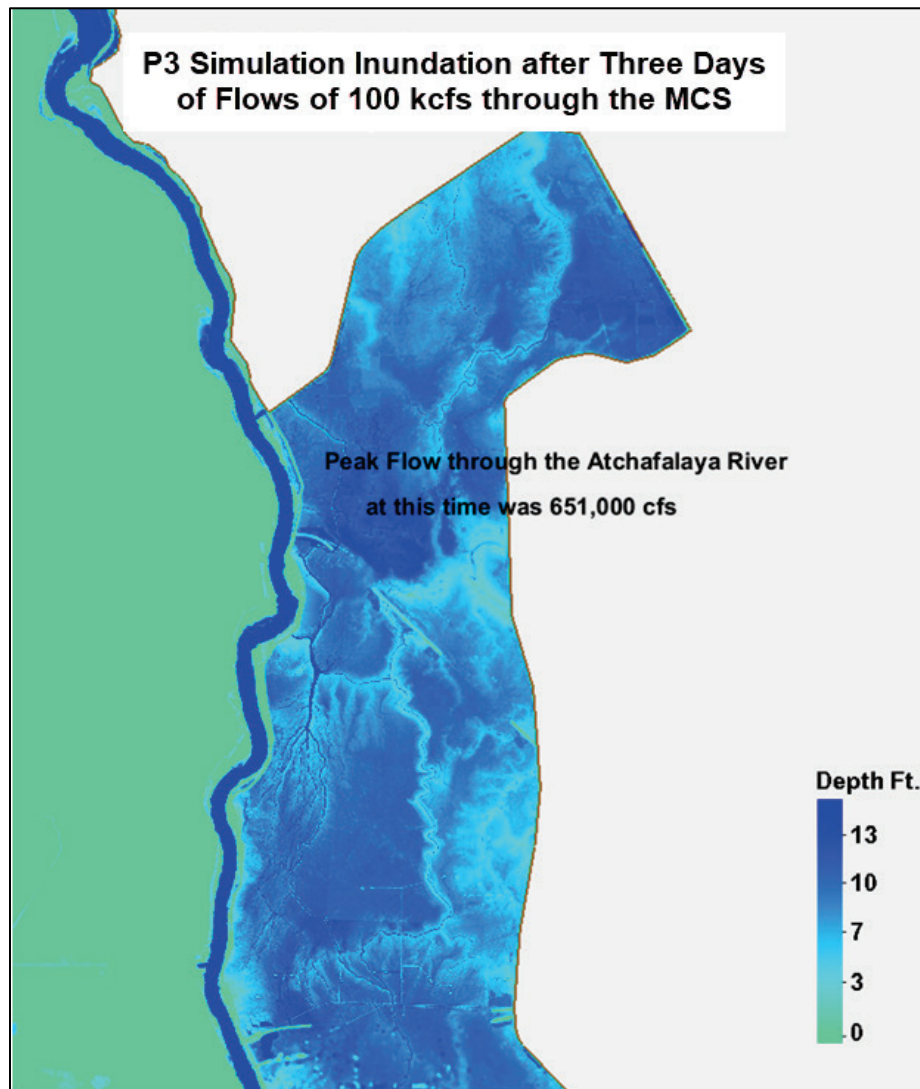 P3 Simulation Inundation after Three Days
of Flows of 100 kcfs through the MCS
Peak Flow through the Atchafalaya River
at this time was 651,000 cfs
Depth Ft.
13
10
7
3
0